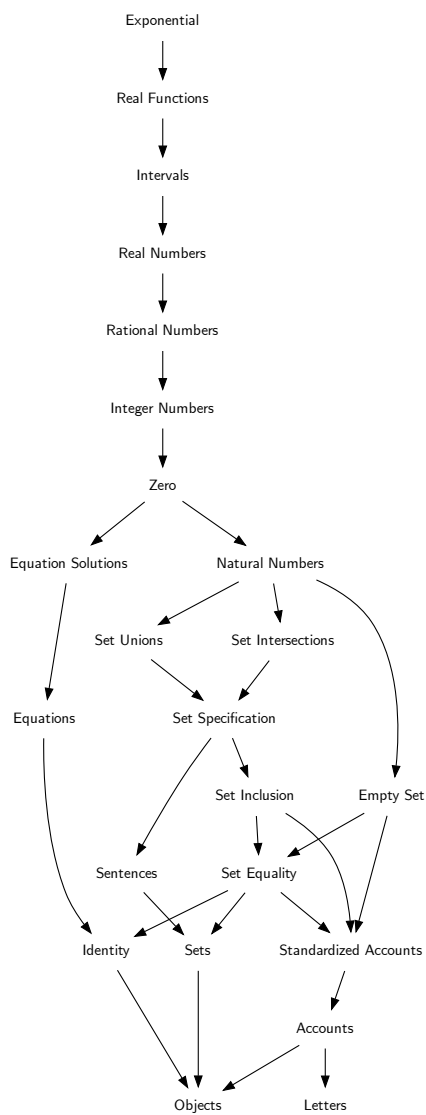 Exponential
Real Functions
Intervals
Real Numbers
Rational Numbers
Integer Numbers
Zero
Equation Solutions
Natural Numbers
Set Unions
Set Intersections
Equations
Set Specification
Set Inclusion
Empty Set
Sentences
Set Equality
Identity
Sets
Standardized Accounts
Accounts
Objects
Letters